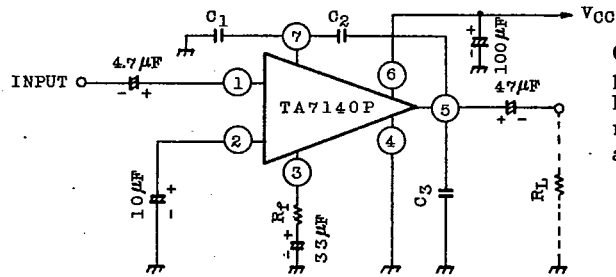 C1
C2
VCC
7
4.7μF
6
100μF
INPUT
1
TA7140P
5
47μF
2
3
4
10μF
Rf
33μF
C3
RL